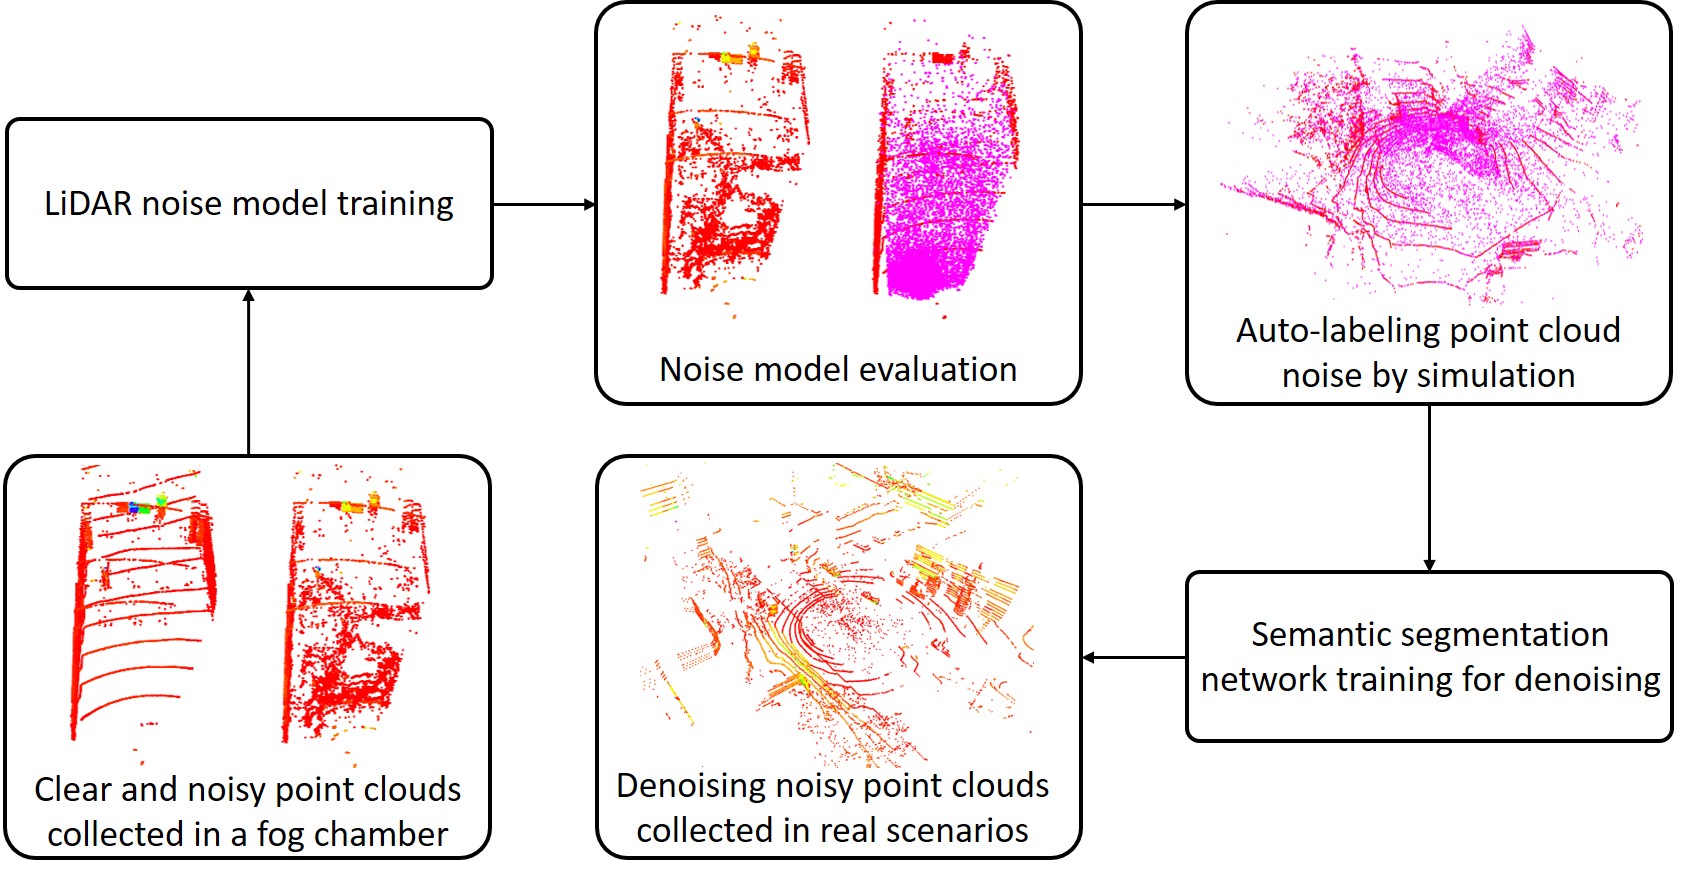 LiDAR noise model training
Noise model evaluation
Auto-labeling point cloud
noise by simulation
Clear and noisy point clouds
collected in a fog chamber
Denoising noisy point clouds
collected in real scenarios
Semantic segmentation
network training for denoising